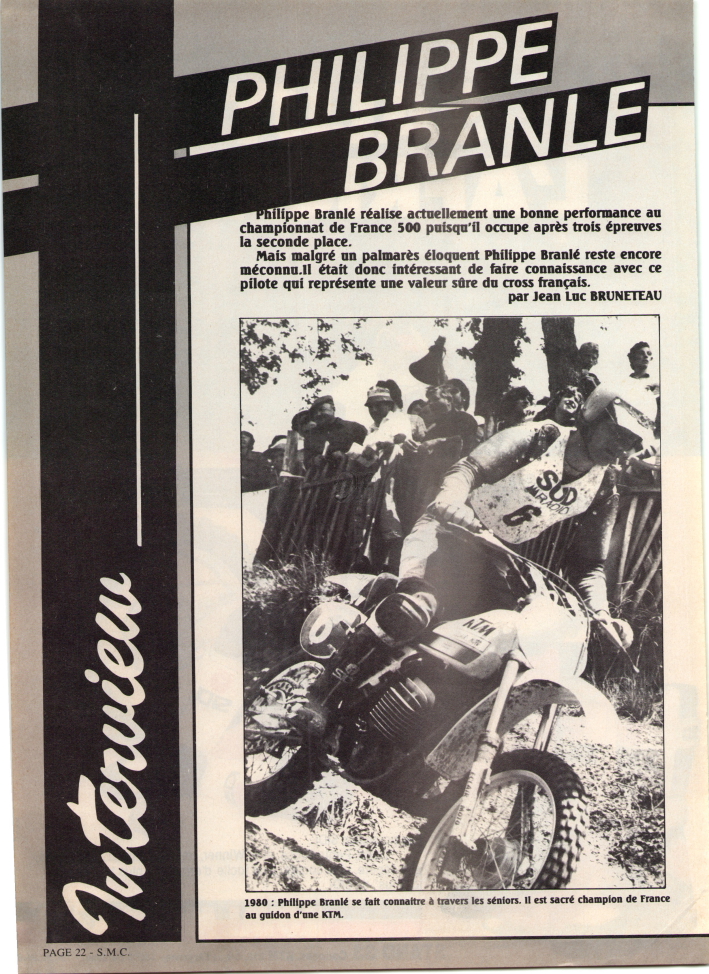 PHILIPPE
BRANLE
Philippe Branlé réalise actuellement une bonne performance au
championnat de France 500 puisqu'il occupe après trois épreuves
la seconde place.
Mais malgré un palmarès éloquent Philippe Branlé reste encore
méconnu.Il était donc intéressant de faire connaissance avec ce
pilote qui représente une valeur sûre du cross français.
par Jean Luc BRUNETEAU
Interview
SUD
RADIO
6
KTM
1980 : Philippe Branlé se fait connaitre à travers les séniors. Il est sacré champion de France
au guidon d'une KTM.
PAGE 22 - S.M.C.